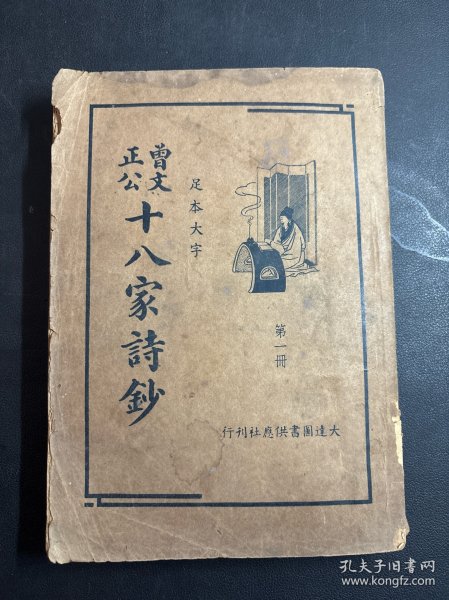 曾文正公
十八家詩鈔
足本大字
第一冊
大達圖書供應社刊行
孔夫子旧书网
www.kongfz.com